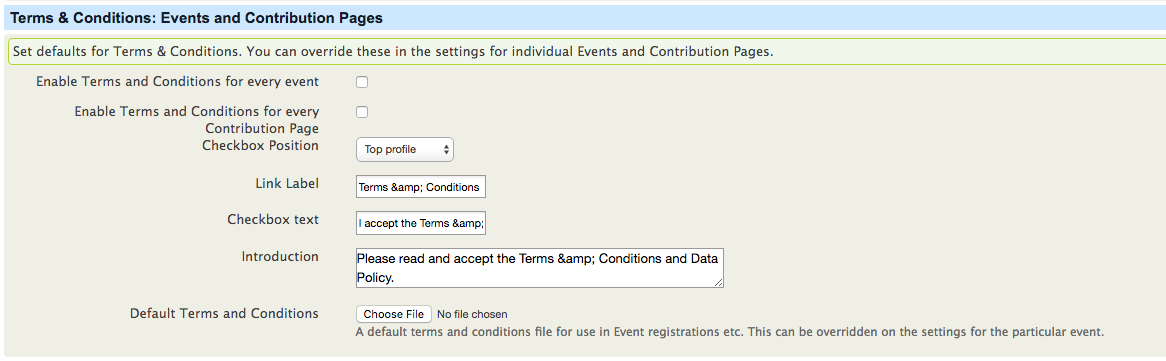 Terms & Conditions: Events and Contribution Pages
Set defaults for Terms & Conditions. You can override these in the settings for individual Events and Contribution Pages.
Enable Terms and Conditions for every event
Enable Terms and Conditions for every
Contribution Page
Checkbox Position Top profile
Link Label Terms &amp; Conditions
Checkbox text I accept the Terms &amp;
Introduction Please read and accept the Terms &amp; Conditions and Data
Policy.
Default Terms and Conditions Choose File No file chosen
A default terms and conditions file for use in Event registrations etc. This can be overridden on the settings for the particular event.